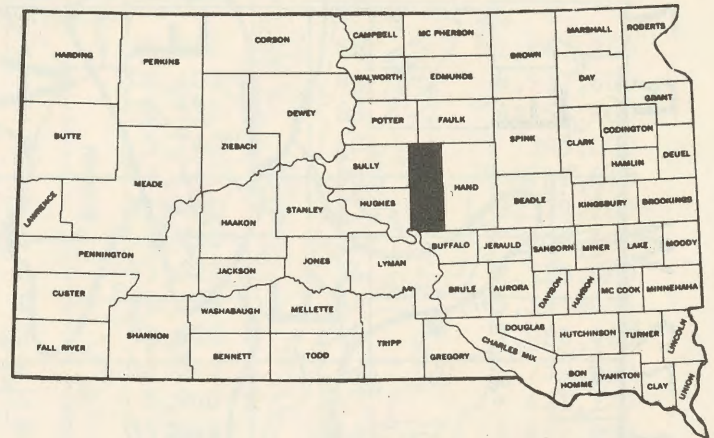 HARDING
PERKINS
CORSON
CAMPBELL
MC PHERSON
BROWN
MARSHALL
ROBERTS
WALWORTH
EDMUNDS
DAY
GRANT
BUTTE
MEADE
ZIEBACH
DEWEY
POTTER
FAULK
SPINK
CLARK
CODINGTON
HAMLIN
DEUEL
LAWRENCE
SULLY
HAND
HAAKON
STANLEY
HUGHES
BEADLE
KINGSBURY
BROOKINGS
PENNINGTON
JACKSON
JONES
LYMAN
BUFFALO
JERAULD
SANBORN
MINER
LAKE
MOODY
CUSTER
WASHABAUGH
MELLETTE
BRULE
AURORA
DAVISON
HANSON
MC COOK
MINNEHAHA
FALL RIVER
SHANNON
BENNETT
TODD
TRIPP
GREGORY
CHARLES MIX
DOUGLAS
HUTCHINSON
TURNER
LINCOLN
BON
HOMME
YANKTON
CLAY
UNION